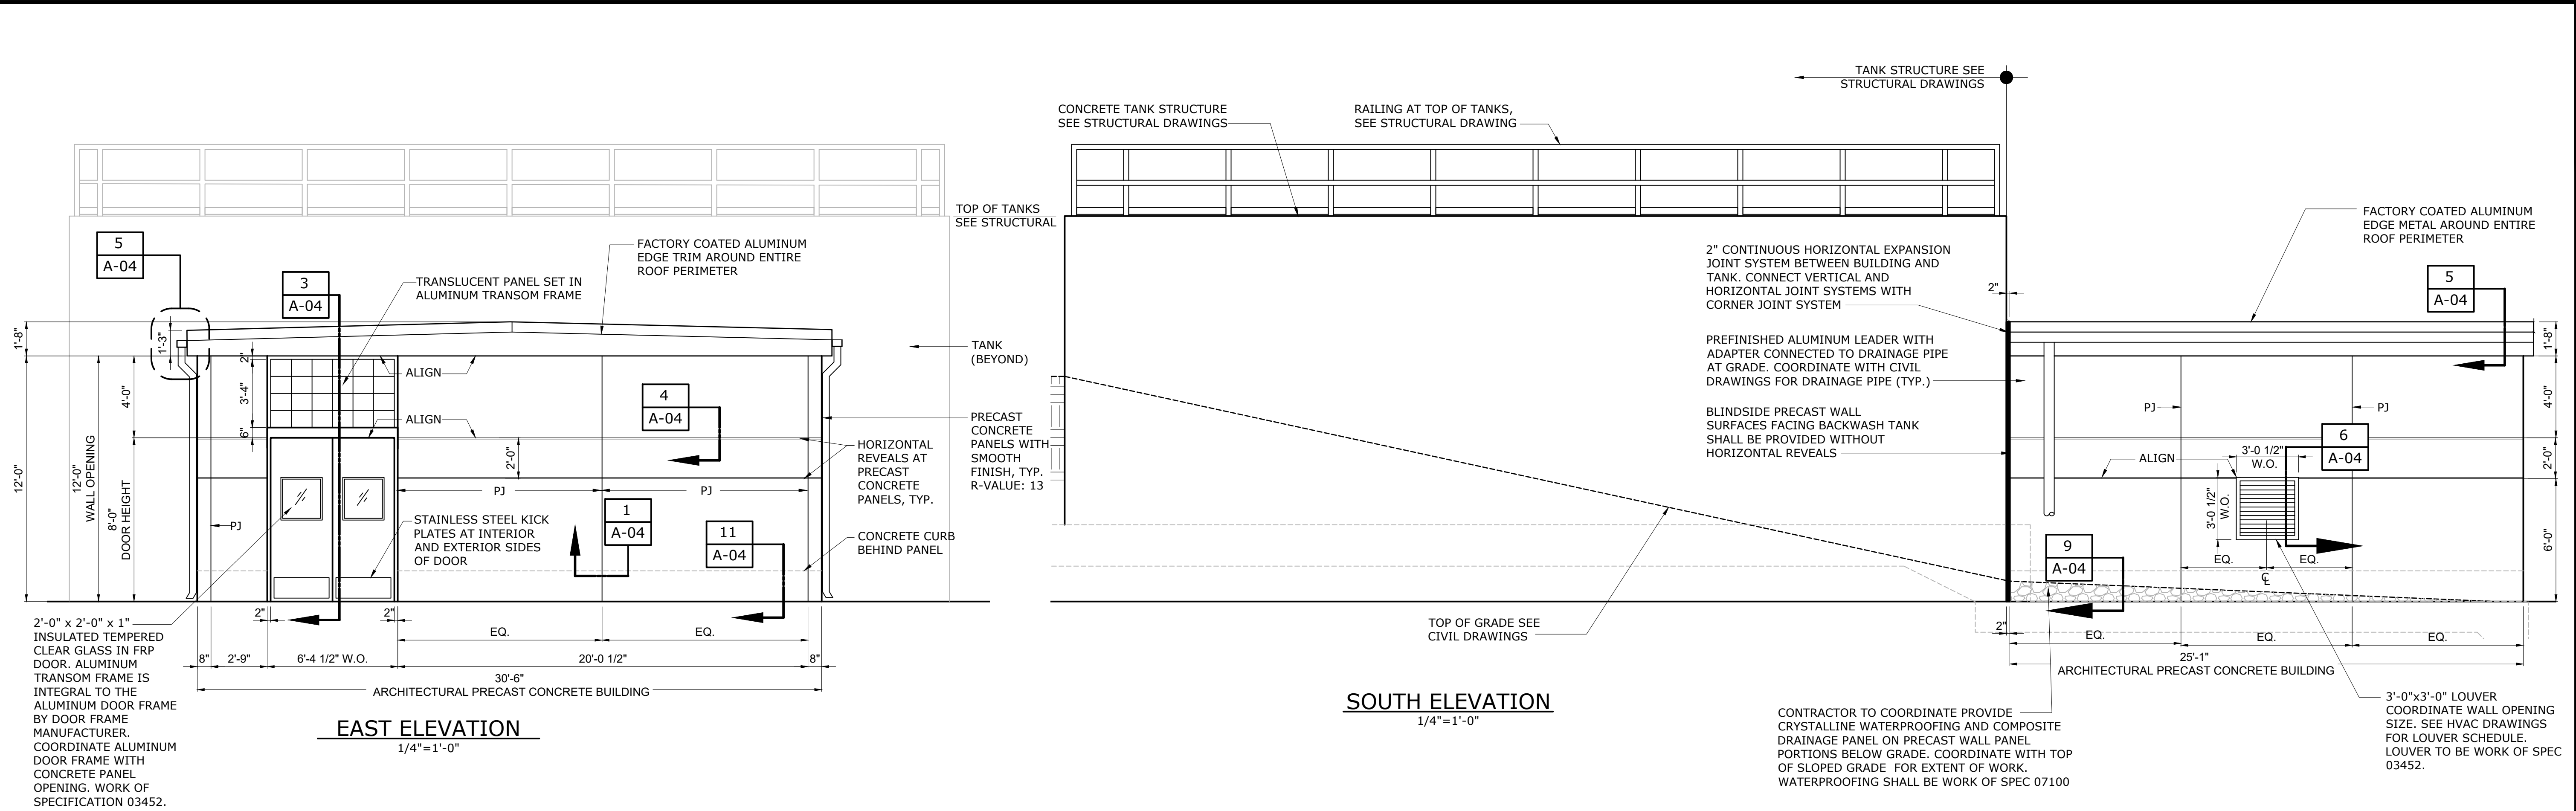 TANK STRUCTURE SEE
STRUCTURAL DRAWINGS
CONCRETE TANK STRUCTURE
SEE STRUCTURAL DRAWINGS
RAILING AT TOP OF TANKS,
SEE STRUCTURAL DRAWING
TOP OF TANKS
SEE STRUCTURAL
5
A-04
3
A-04
TRANSLUCENT PANEL SET IN
ALUMINUM TRANSOM FRAME
FACTORY COATED ALUMINUM
EDGE TRIM AROUND ENTIRE
ROOF PERIMETER
TANK
(BEYOND)
1'-8"
1'-3"
2"
3'-4"
6"
4'-0"
12'-0"
12'-0"
WALL OPENING
8'-0"
DOOR HEIGHT
ALIGN
ALIGN
4
A-04
2'-0"
PRECAST
CONCRETE
PANELS WITH
SMOOTH
FINISH, TYP.
R-VALUE: 13
HORIZONTAL
REVEALS AT
PRECAST
CONCRETE
PANELS, TYP.
PJ
PJ
PJ
1
A-04
11
A-04
STAINLESS STEEL KICK
PLATES AT INTERIOR
AND EXTERIOR SIDES
OF DOOR
CONCRETE CURB
BEHIND PANEL
2"
2"
EQ.
EQ.
8"
2'-9"
6'-4 1/2" W.O.
20'-0 1/2"
8"
30'-6"
ARCHITECTURAL PRECAST CONCRETE BUILDING
2'-0" x 2'-0" x 1"
INSULATED TEMPERED
CLEAR GLASS IN FRP
DOOR. ALUMINUM
TRANSOM FRAME IS
INTEGRAL TO THE
ALUMINUM DOOR FRAME
BY DOOR FRAME
MANUFACTURER.
COORDINATE ALUMINUM
DOOR FRAME WITH
CONCRETE PANEL
OPENING. WORK OF
SPECIFICATION 03452.
EAST ELEVATION
1/4"=1'-0"
2" CONTINUOUS HORIZONTAL EXPANSION
JOINT SYSTEM BETWEEN BUILDING AND
TANK. CONNECT VERTICAL AND
HORIZONTAL JOINT SYSTEMS WITH
CORNER JOINT SYSTEM
2"
PREFINISHED ALUMINUM LEADER WITH
ADAPTER CONNECTED TO DRAINAGE PIPE
AT GRADE. COORDINATE WITH CIVIL
DRAWINGS FOR DRAINAGE PIPE (TYP.)
BLINDSIDE PRECAST WALL
SURFACES FACING BACKWASH TANK
SHALL BE PROVIDED WITHOUT
HORIZONTAL REVEALS
FACTORY COATED ALUMINUM
EDGE METAL AROUND ENTIRE
ROOF PERIMETER
5
A-04
1'-8"
4'-0"
2'-0"
6'-0"
PJ
PJ
6
A-04
ALIGN
3'-0 1/2"
W.O.
3'-0 1/2"
W.O.
EQ.
EQ.
CL
9
A-04
TOP OF GRADE SEE
CIVIL DRAWINGS
2"
EQ.
EQ.
EQ.
25'-1"
ARCHITECTURAL PRECAST CONCRETE BUILDING
SOUTH ELEVATION
1/4"=1'-0"
CONTRACTOR TO COORDINATE PROVIDE
CRYSTALLINE WATERPROOFING AND COMPOSITE
DRAINAGE PANEL ON PRECAST WALL PANEL
PORTIONS BELOW GRADE. COORDINATE WITH TOP
OF SLOPED GRADE FOR EXTENT OF WORK.
WATERPROOFING SHALL BE WORK OF SPEC 07100
3'-0"x3'-0" LOUVER
COORDINATE WALL OPENING
SIZE. SEE HVAC DRAWINGS
FOR LOUVER SCHEDULE.
LOUVER TO BE WORK OF SPEC
03452.